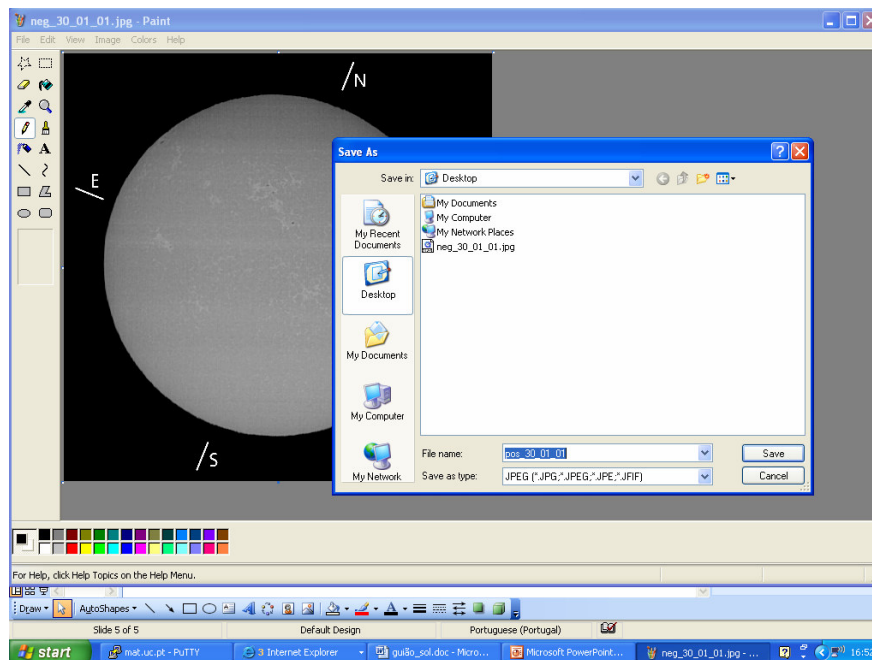 neg_30_01_01.jpg - Paint
File Edit View Image Colors Help
N
E
S
Save As
Save in: Desktop
My Recent Documents
Desktop
My Documents
My Computer
My Network
My Documents
My Computer
My Network Places
neg_30_01_01.jpg
File name: pos_30_01_01
Save
Save as type: JPEG (*.JPG;*.JPEG;*.JPE;*.JFIF)
Cancel
For Help, click Help Topics on the Help Menu.
Draw AutoShapes A
Slide 5 of 5 Default Design Portuguese (Portugal)
start mat.uc.pt - PuTTY 3 Internet Explorer guião_sol.doc - Micro... Microsoft PowerPoint... neg_30_01_01.jpg - ... 16:52